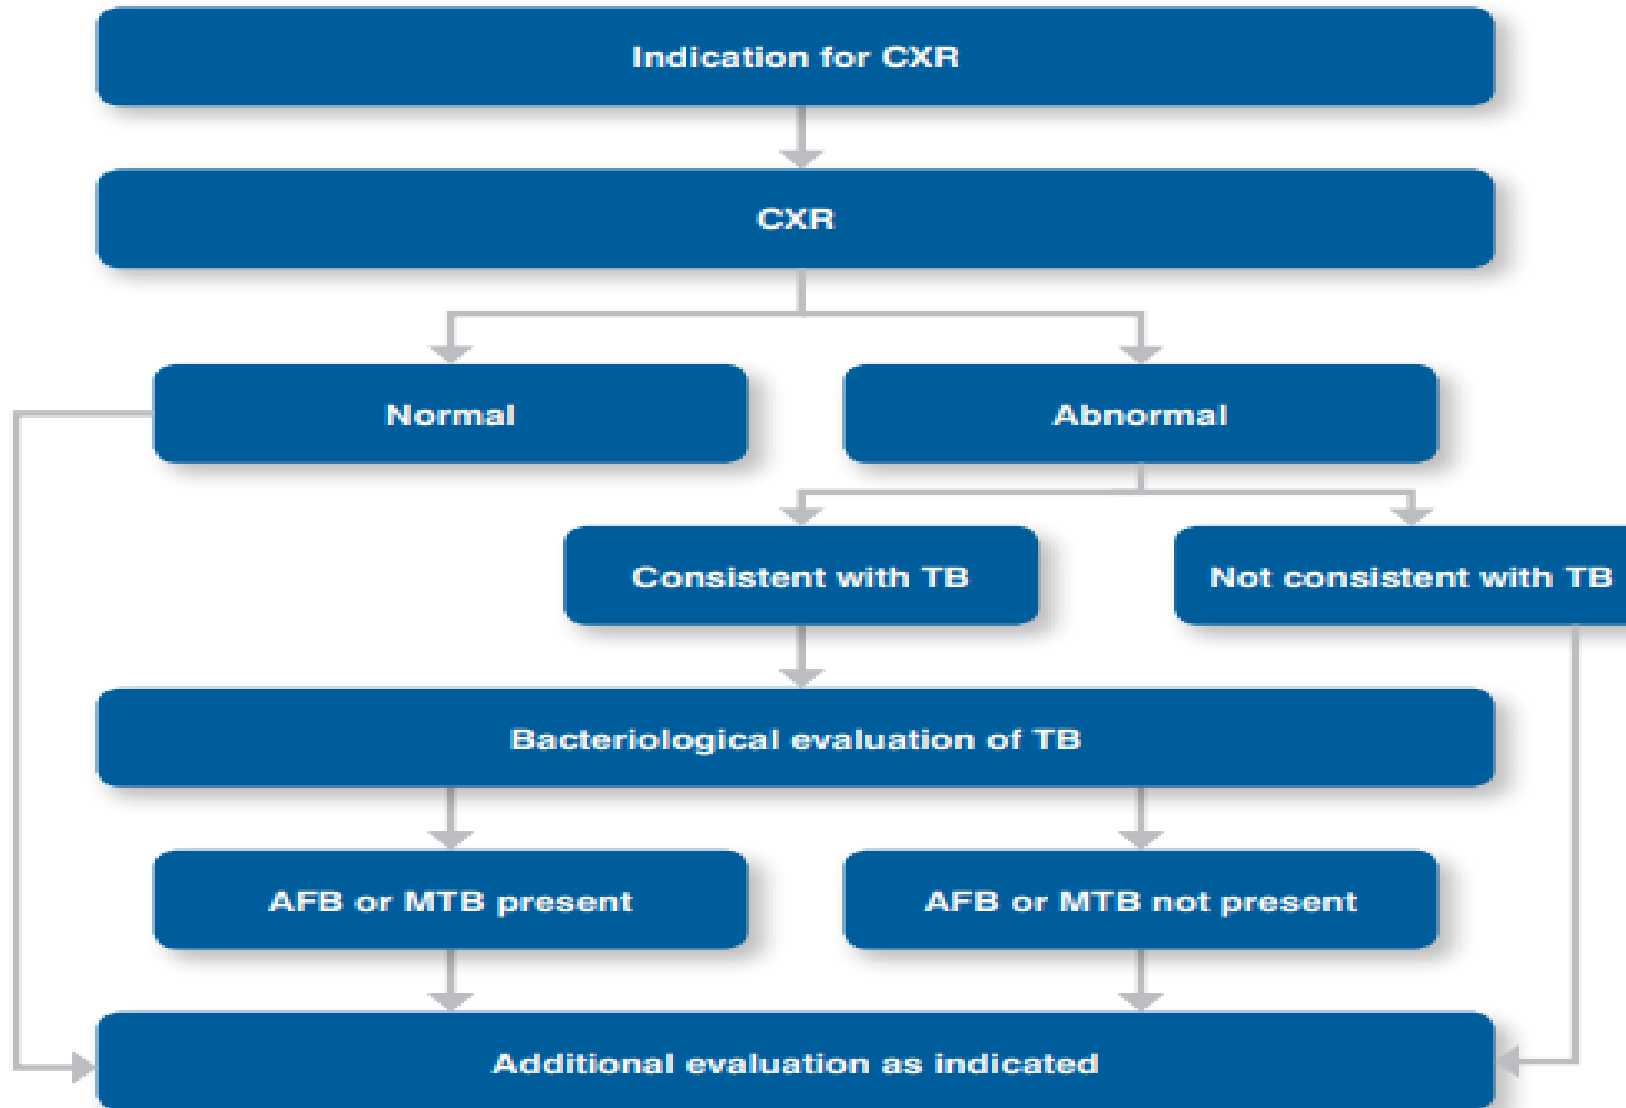 Indication for CXR
CXR
Normal
Abnormal
Consistent with TB
Not consistent with TB
Bacteriological evaluation of TB
AFB or MTB present
AFB or MTB not present
Additional evaluation as indicated